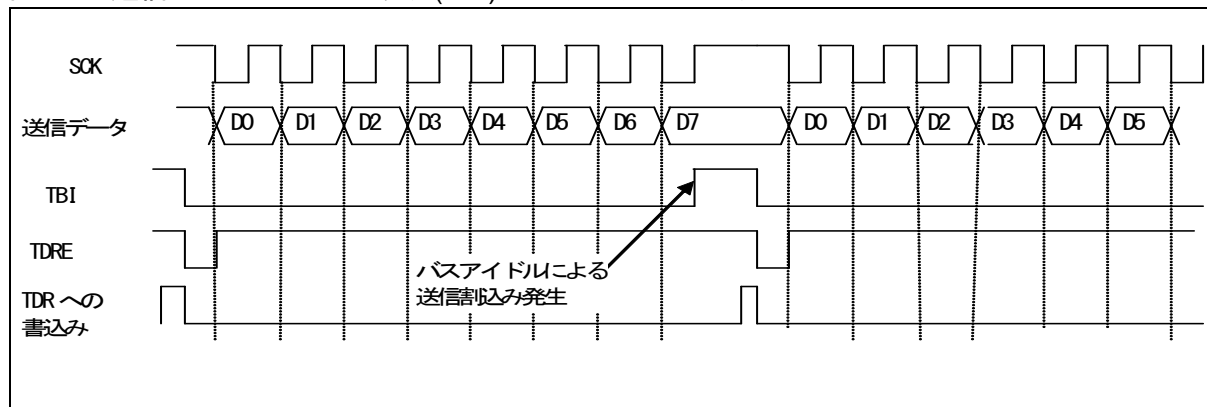 SCK
送信データ D0 D1 D2 D3 D4 D5 D6 D7 D0 D1 D2 D3 D4 D5
TBI
TDRE
バスアイドルによる
送信割込み発生
TDR への
書込み